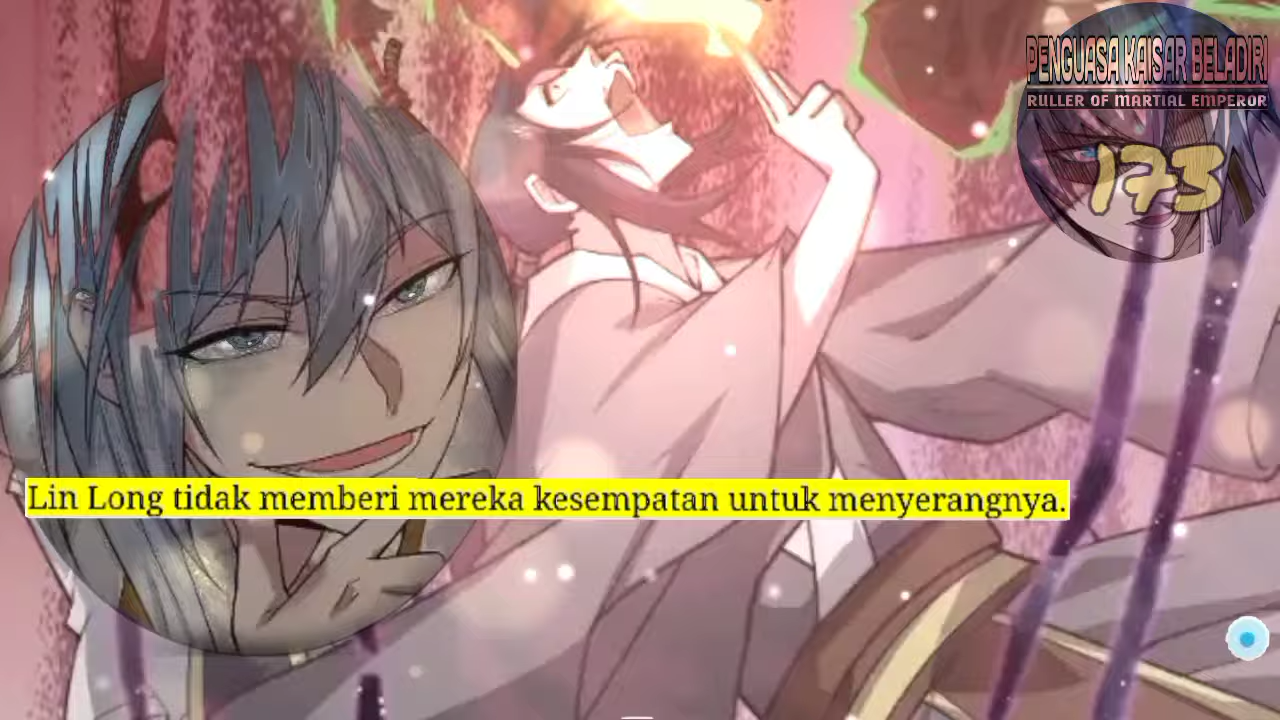 PENGUASA KAISAR BELADIRI
RULLER OF MARTIAL EMPEROR
173
Lin Long tidak memberi mereka kesempatan untuk menyerangnya.